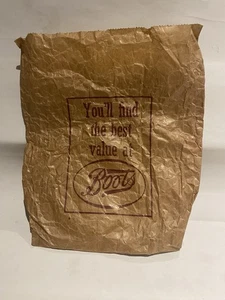 You'll find
the best
value at
Boots